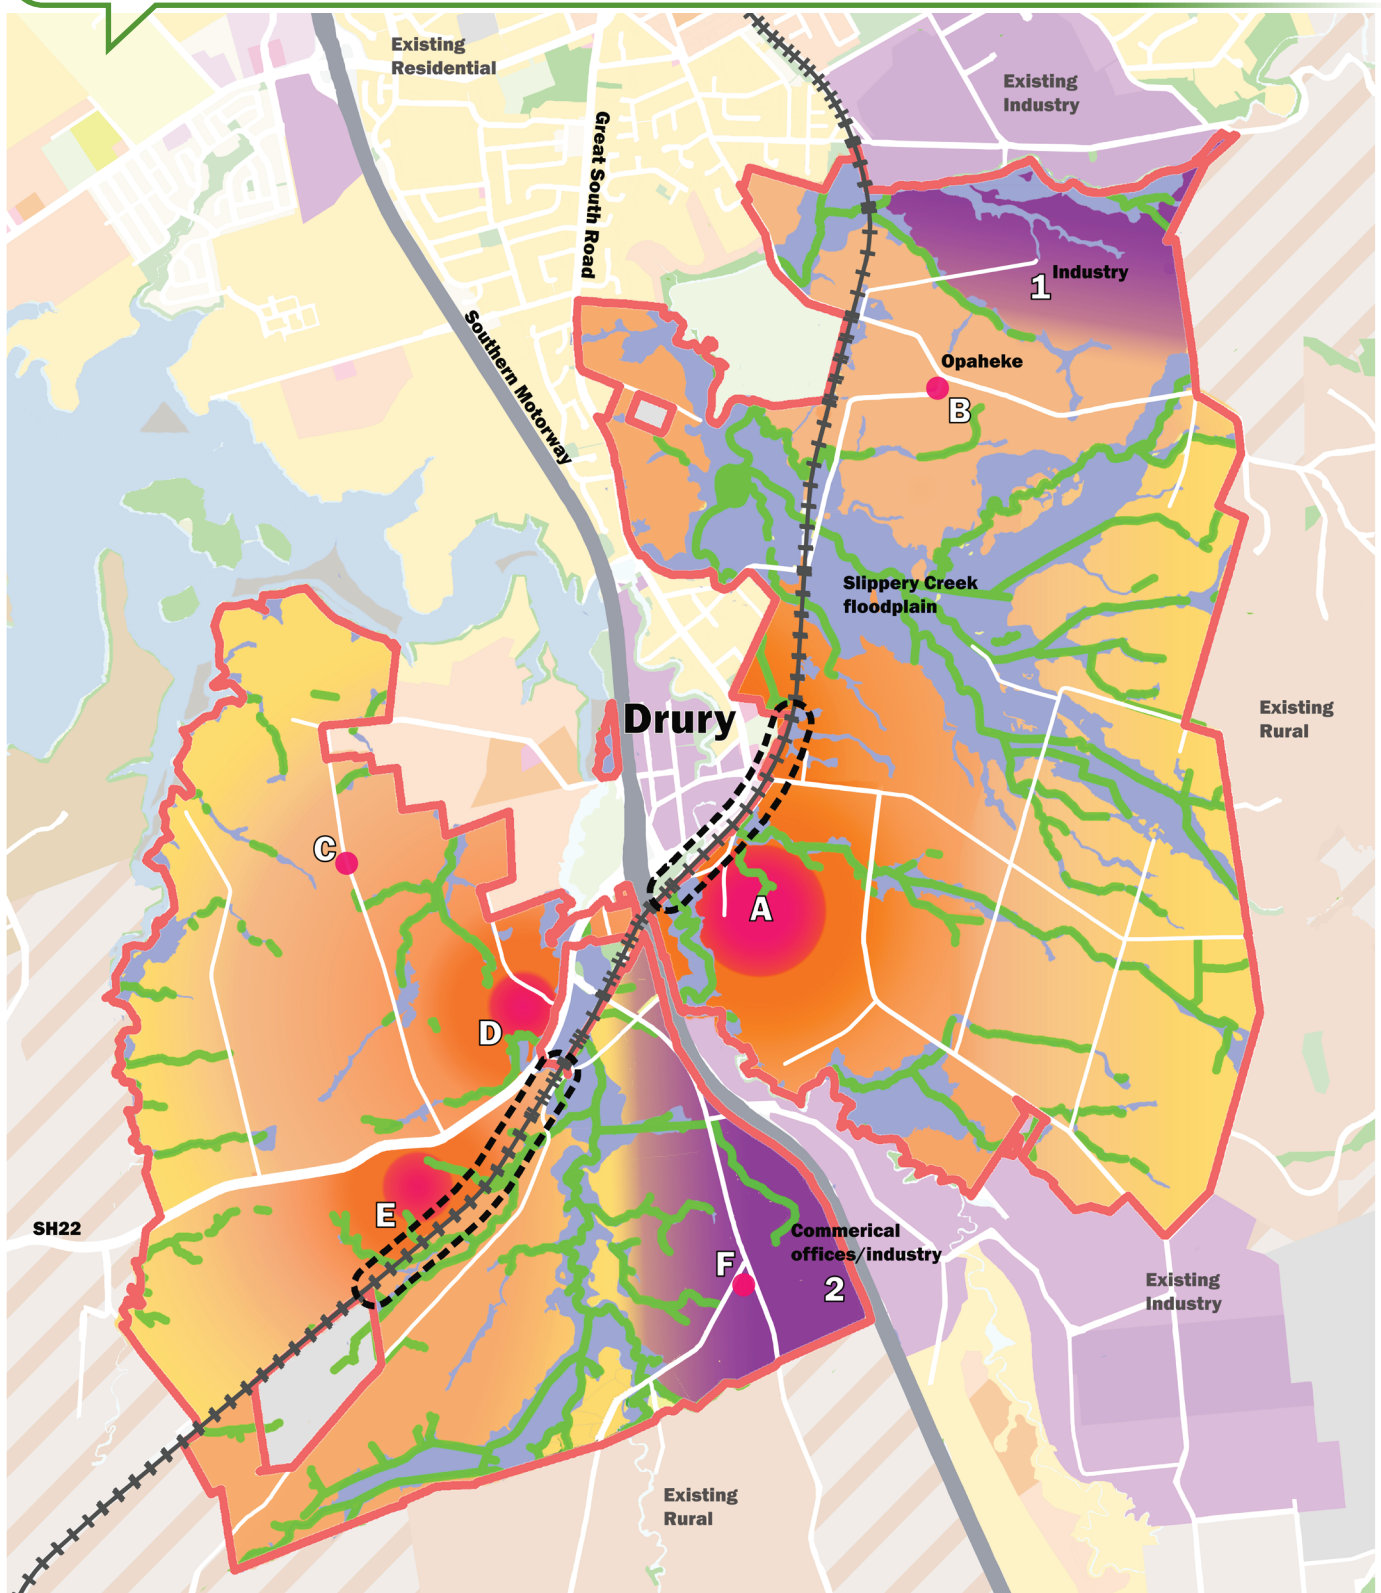 Existing
Residential
Existing
Industry
Great South Road
Industry
1
Southern Motorway
Opaheke
B
Slippery Creek
floodplain
Existing
Rural
Drury
C
A
D
E
SH22
Commerical
offices/industry
F
2
Existing
Industry
Existing
Rural